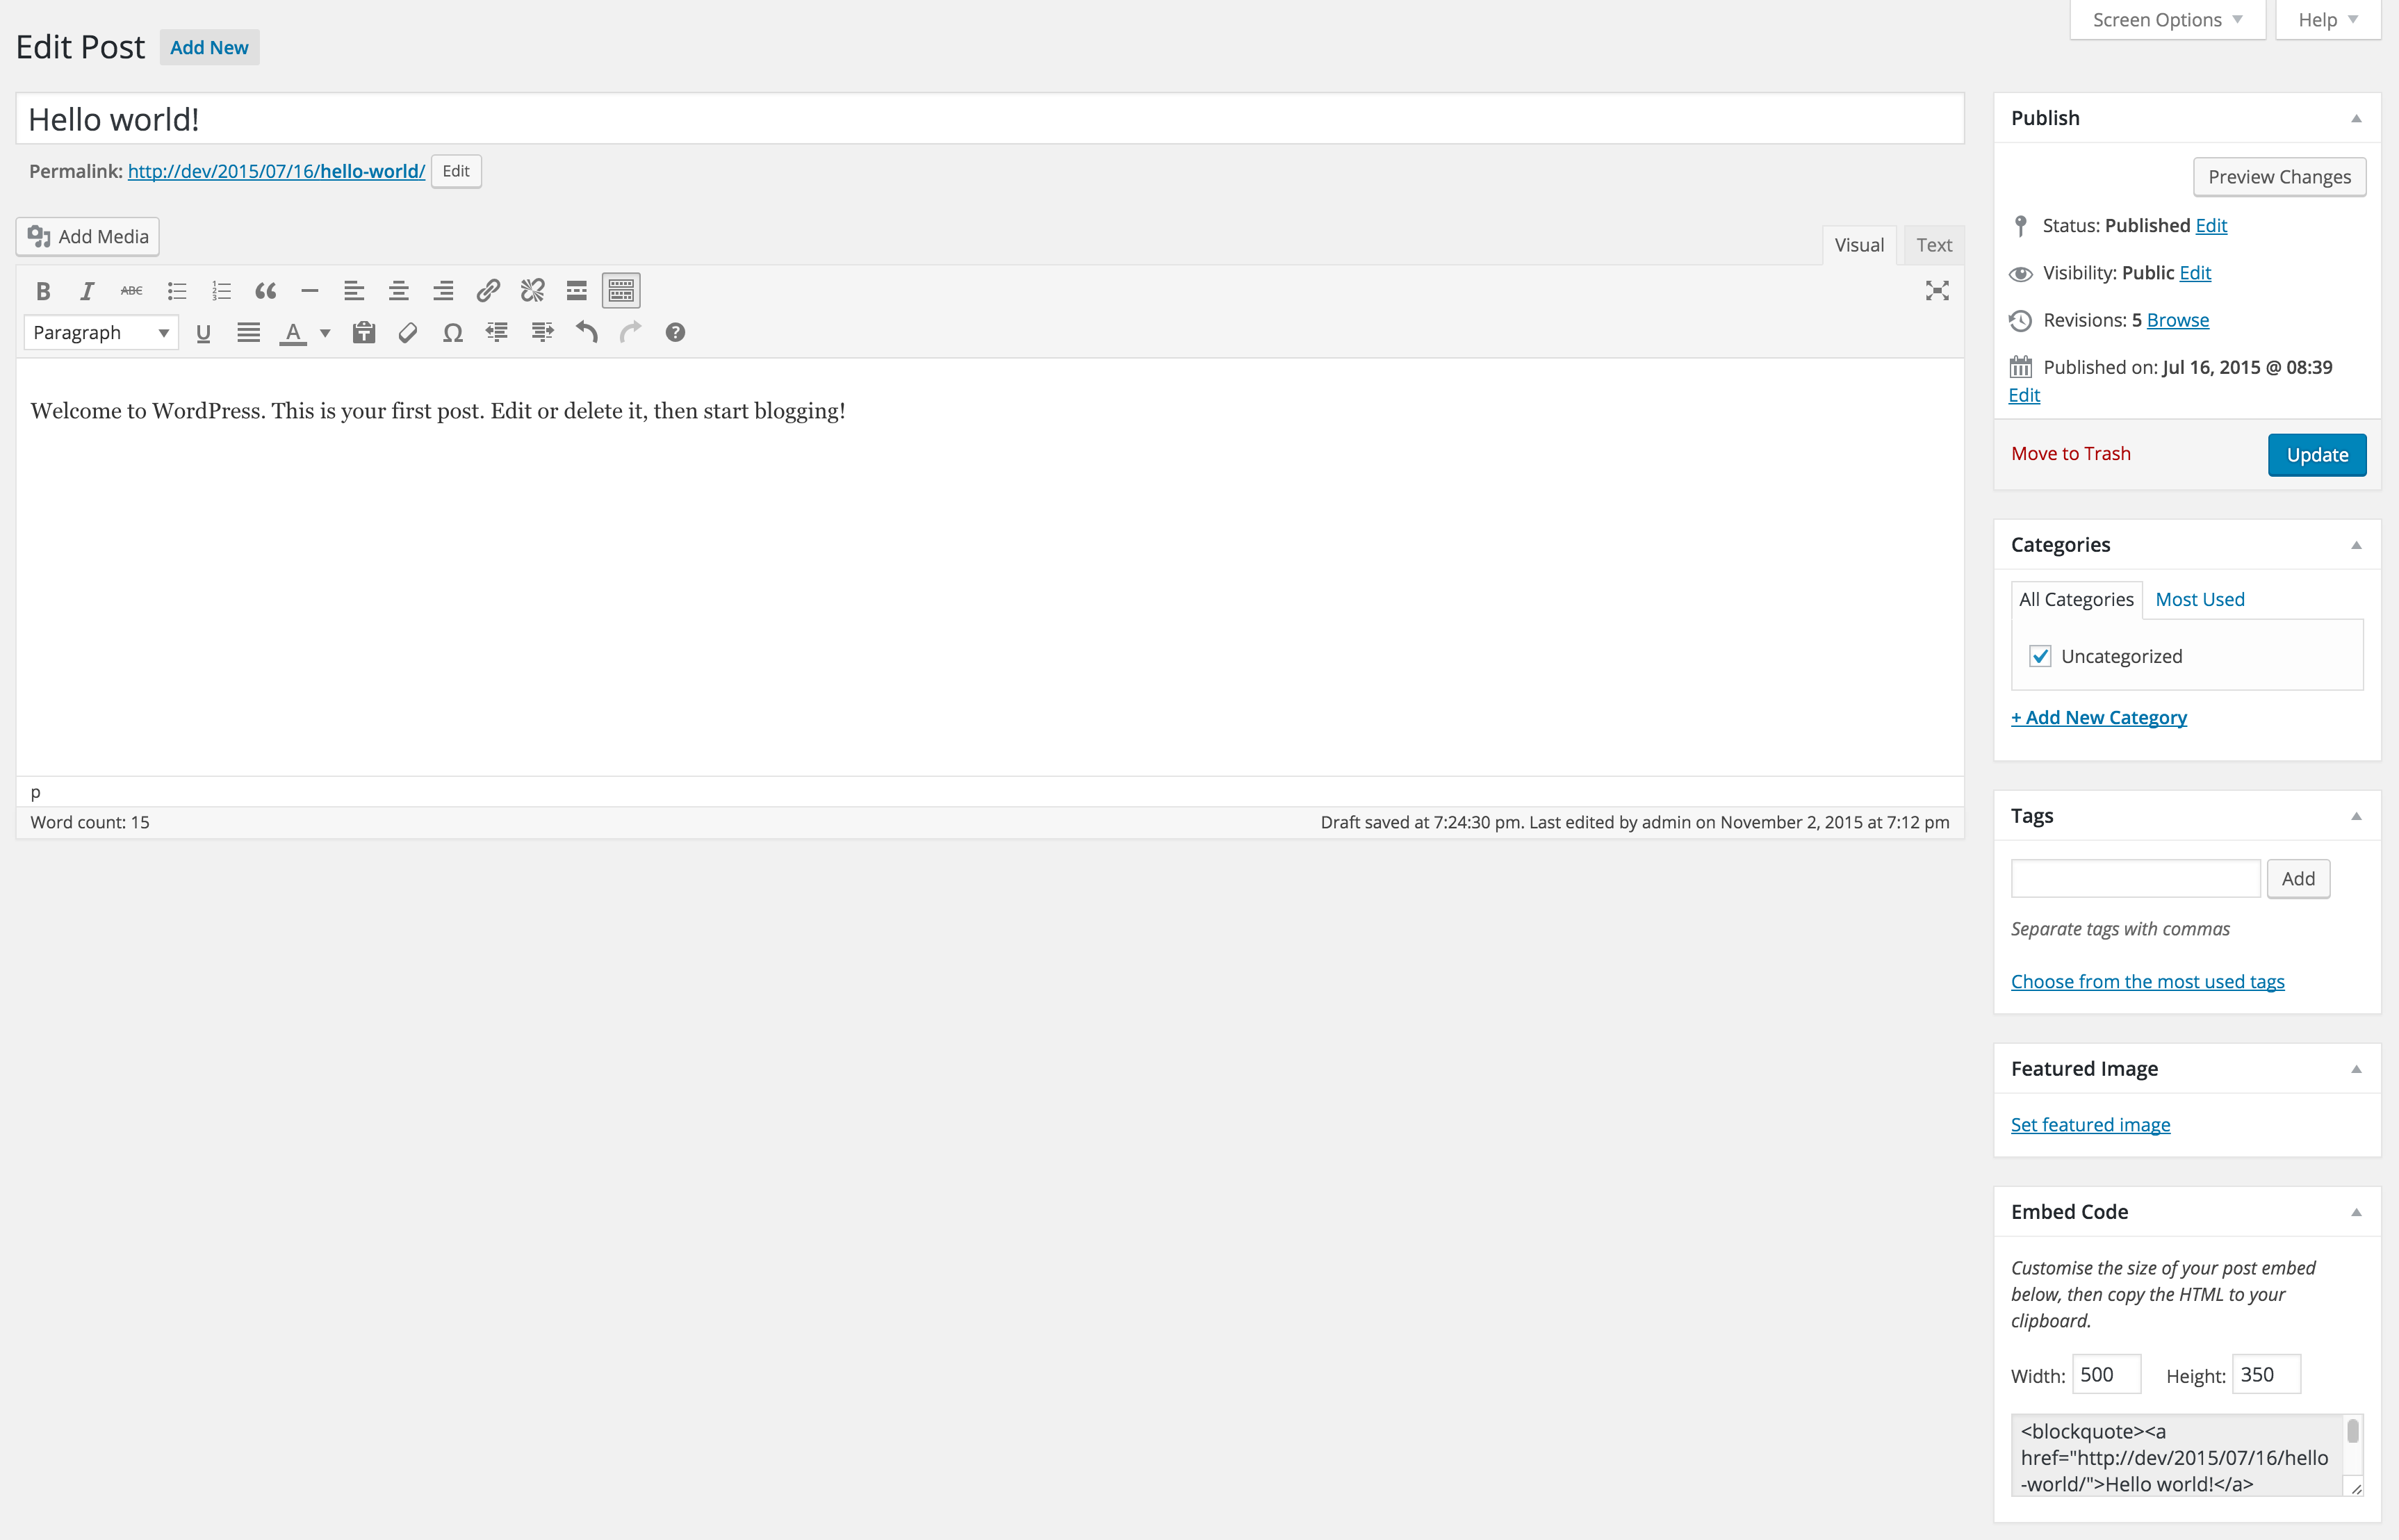 Screen Options
Help
Edit Post
Add New
Hello world!
Permalink: http://dev/2015/07/16/hello-world/
Edit
Add Media
Visual
Text
B I ABC
Paragraph
U A Ω
Welcome to WordPress. This is your first post. Edit or delete it, then start blogging!
p
Word count: 15
Draft saved at 7:24:30 pm. Last edited by admin on November 2, 2015 at 7:12 pm
Publish
Preview Changes
Status: Published Edit
Visibility: Public Edit
Revisions: 5 Browse
Published on: Jul 16, 2015 @ 08:39
Edit
Move to Trash
Update
Categories
All Categories
Most Used
Uncategorized
+ Add New Category
Tags
Add
Separate tags with commas
Choose from the most used tags
Featured Image
Set featured image
Embed Code
Customise the size of your post embed
below, then copy the HTML to your
clipboard.
Width: 500 Height: 350
<blockquote><a
href="http://dev/2015/07/16/hello
-world/">Hello world!</a>